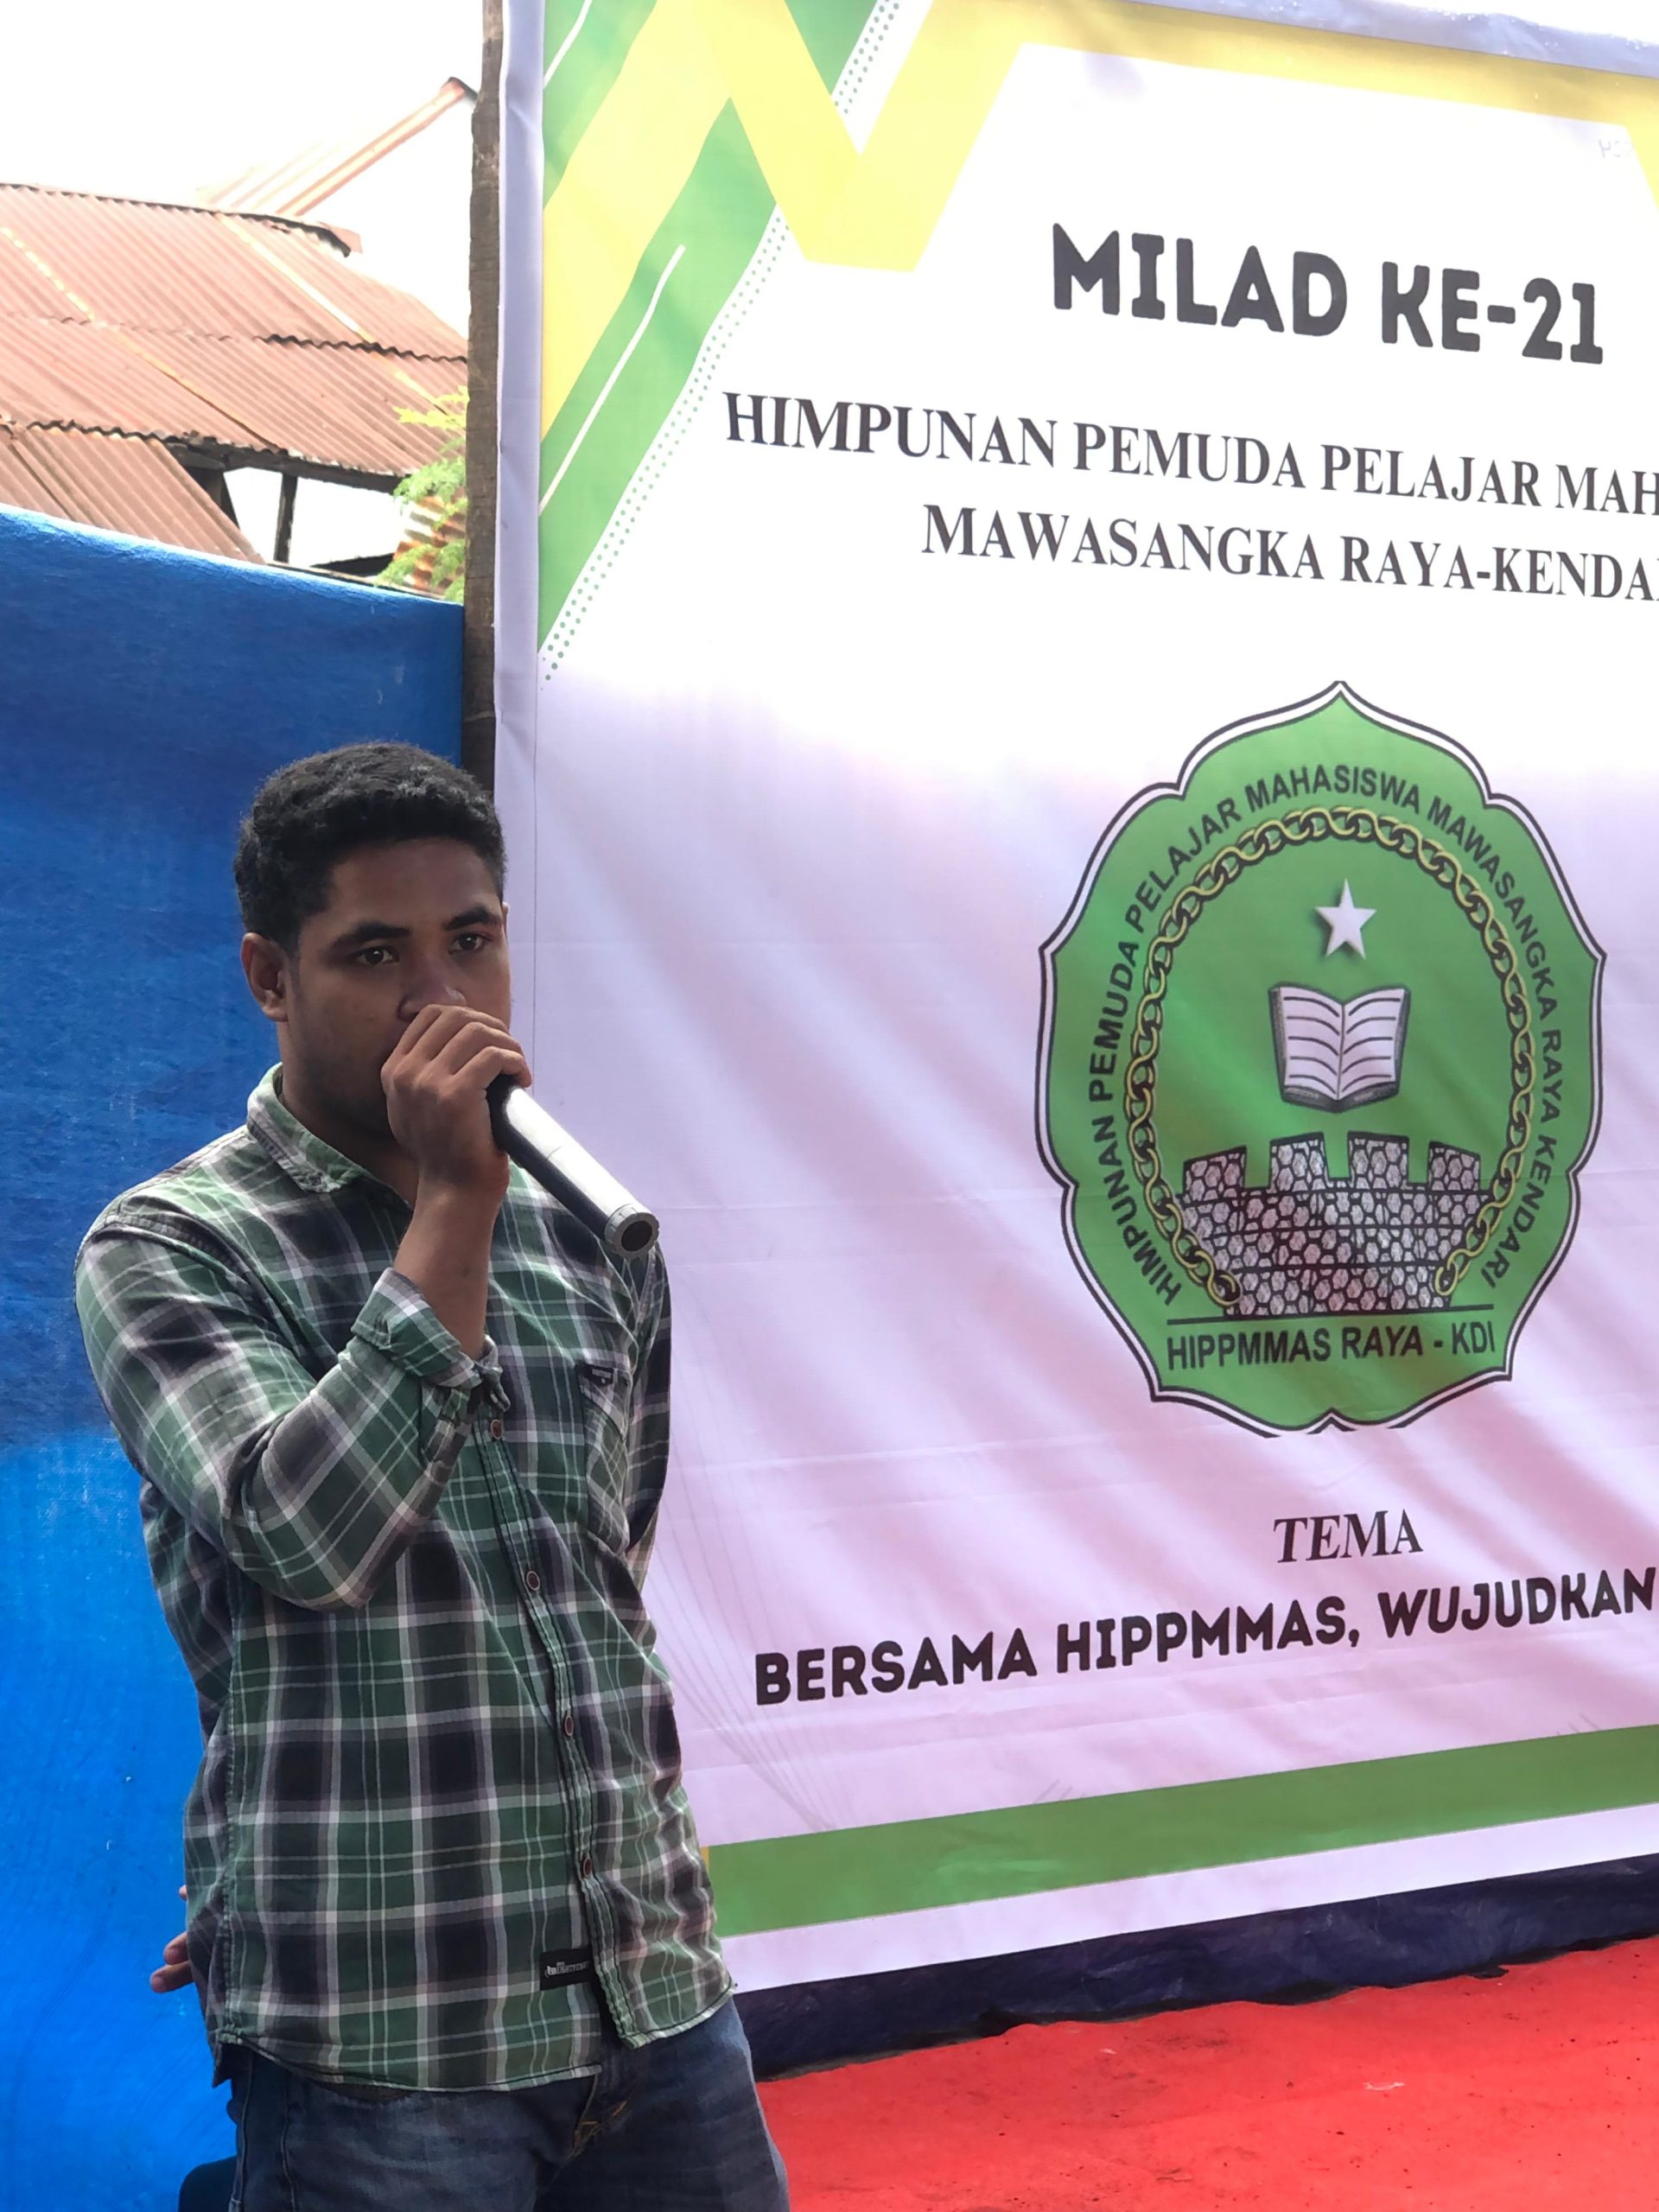 MILAD KE-21
HIMPUNAN PEMUDA PELAJAR MAH
MAWASANGKA RAYA-KENDA
HIMPUNAN PEMUDA PELAJAR MAHASISWA MAWASANGKA RAYA KENDARI
HIPPMMAS RAYA - KDI
TEMA
BERSAMA HIPPMMAS, WUJUDKAN